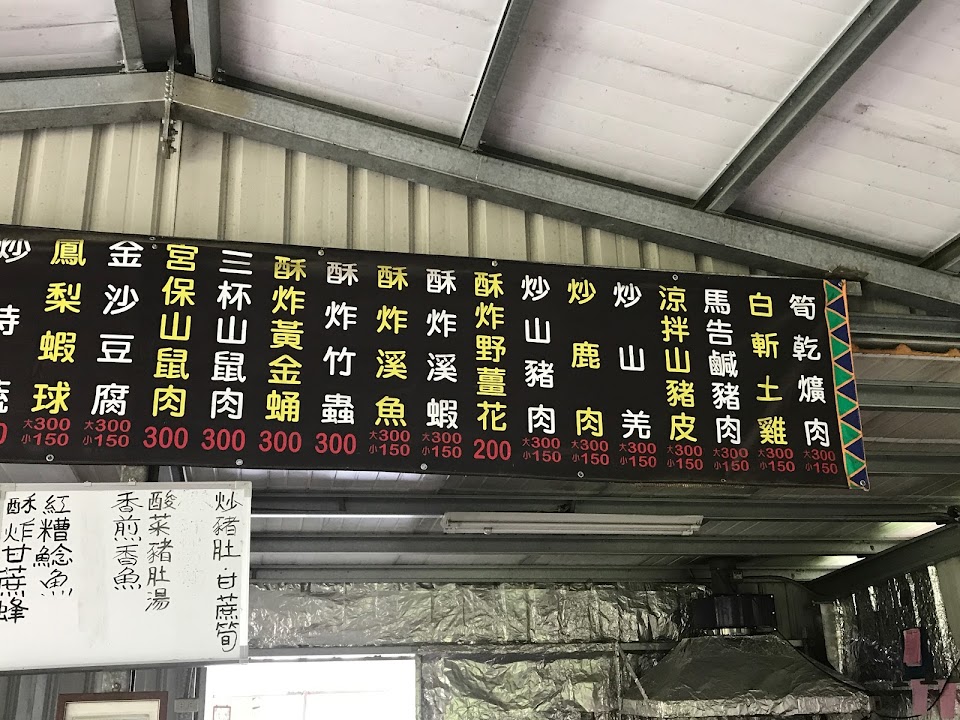 筍乾爌肉 大300 小150
白斬土雞 大300 小150
馬告鹹豬肉 大300 小150
涼拌山豬皮 大300 小150
炒山羌 大300 小150
炒鹿肉 大300 小150
炒山豬肉 大300 小150
酥炸野薑花 200
酥炸溪蝦 大300 小150
酥炸溪魚 大300 小150
酥炸竹蟲 300
酥炸黃金蛹 300
三杯山鼠肉 300
宮保山鼠肉 300
金沙豆腐 大300 小150
鳳梨蝦球 大300 小150
炒時蔬
炒豬肚．甘蔗筍
酸菜豬肚湯
香煎香魚
紅糟鯰魚
酥炸甘蔗蜂